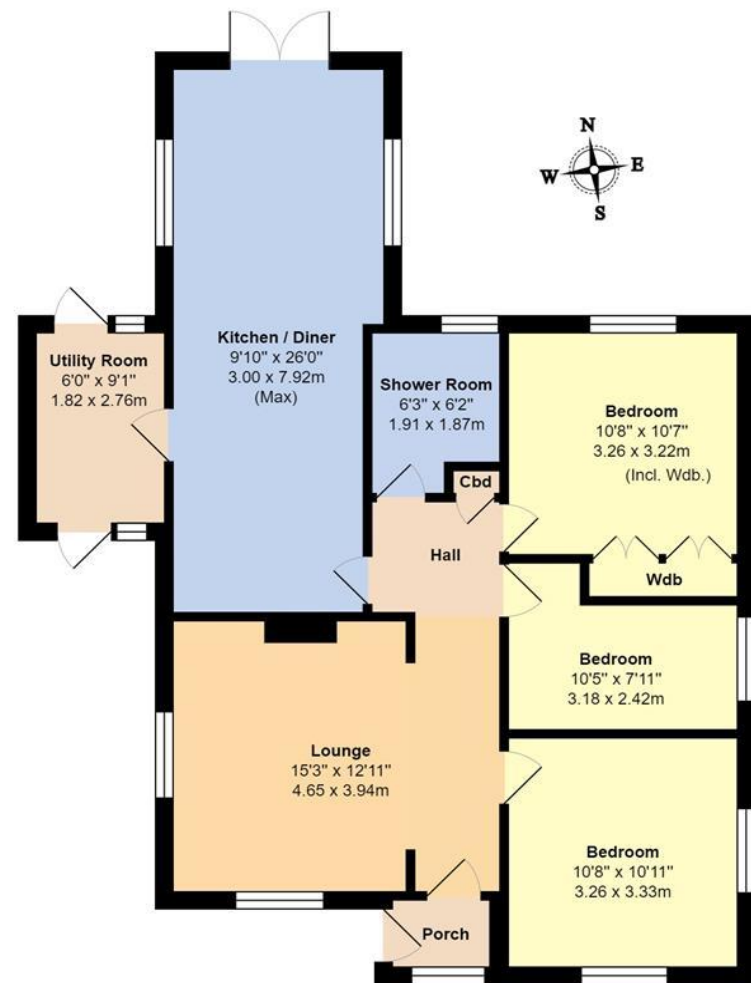 N
W E
S
Kitchen / Diner
9'10" x 26'0"
3.00 x 7.92m
(Max)
Utility Room
6'0" x 9'1"
1.82 x 2.76m
Shower Room
6'3" x 6'2"
1.91 x 1.87m
Bedroom
10'8" x 10'7"
3.26 x 3.22m
(Incl. Wdb.)
Cbd
Hall
Wdb
Bedroom
10'5" x 7'11"
3.18 x 2.42m
Lounge
15'3" x 12'11"
4.65 x 3.94m
Bedroom
10'8" x 10'11"
3.26 x 3.33m
Porch